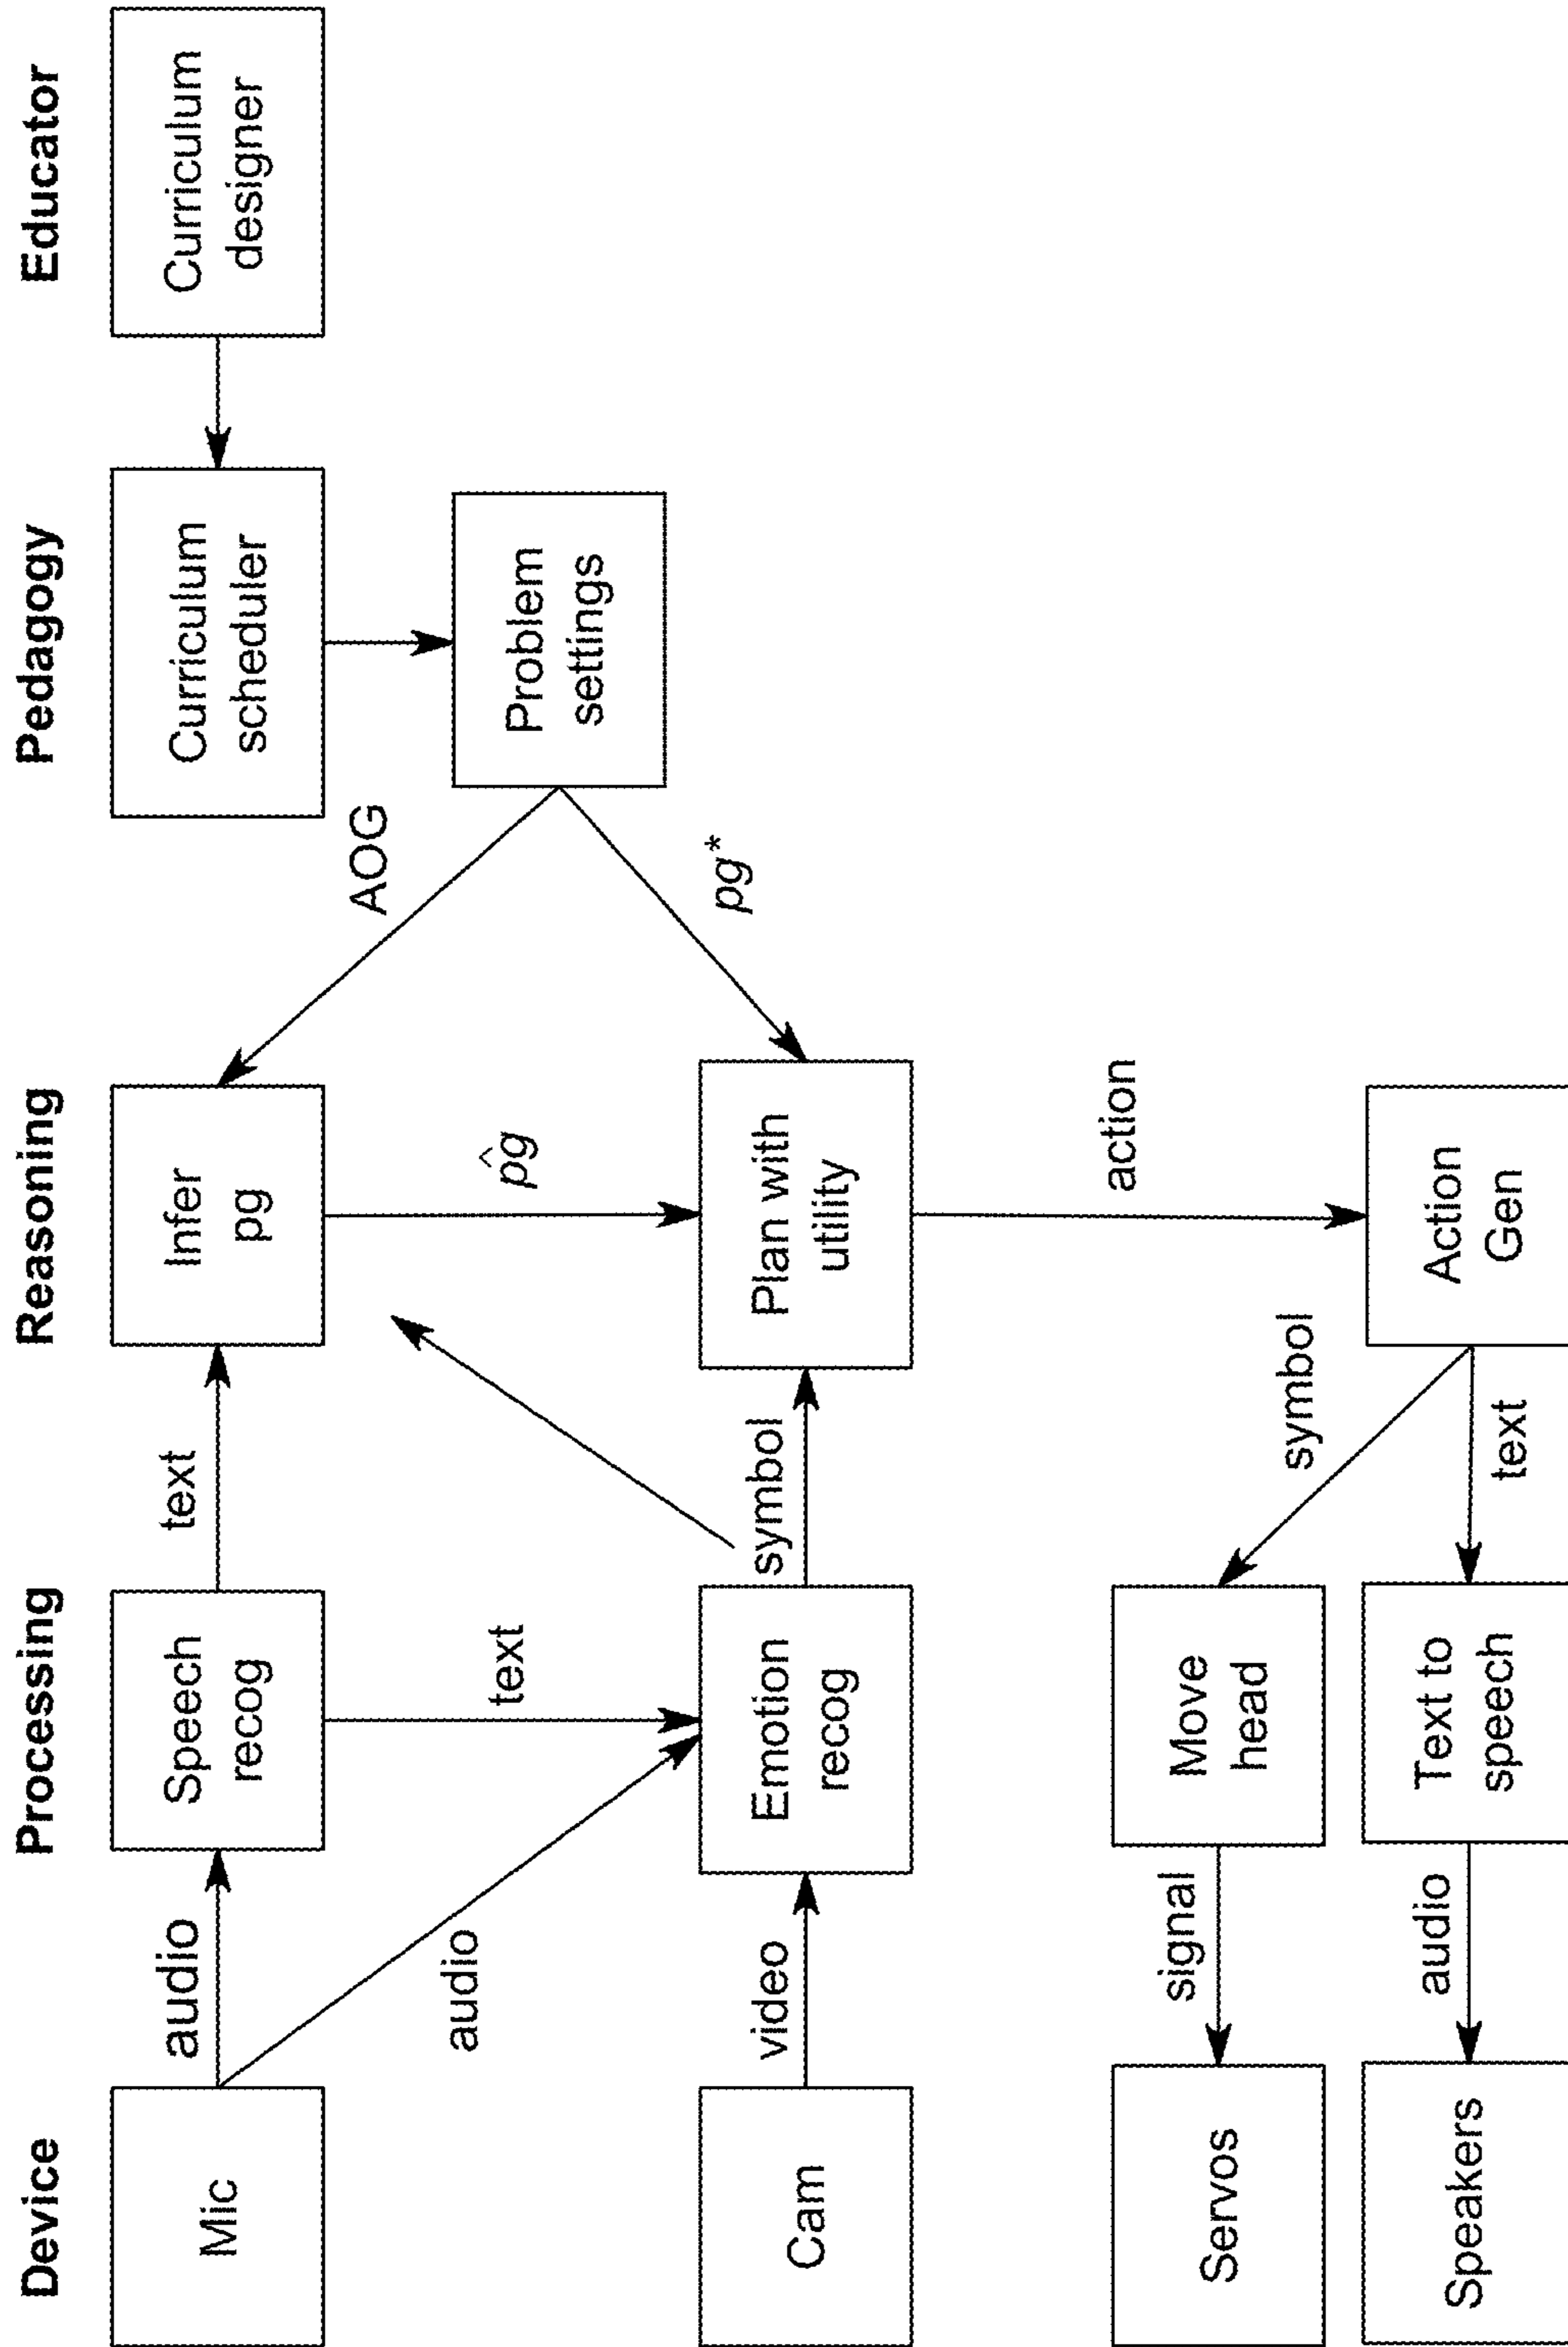 Device
Processing
Reasoning
Pedagogy
Educator
Mic
audio
Speech
recog
text
Infer
pg
AOG
Curriculum
scheduler
Curriculum
designer
audio
text
p̂g
pg*
Problem
settings
Cam
video
Emotion
recog
symbol
Plan with
utility
action
Servos
signal
Move
head
symbol
Action
Gen
Speakers
audio
Text to
speech
text